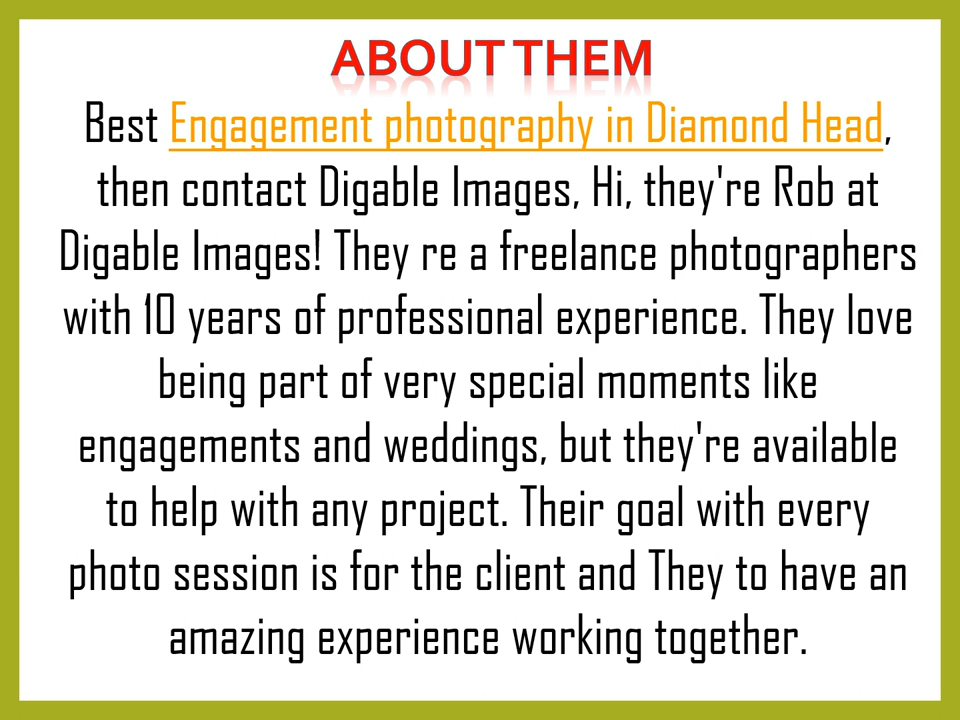 ABOUT THEM
Best Engagement photography in Diamond Head,
then contact Digable Images, Hi, they're Rob at
Digable Images! They re a freelance photographers
with 10 years of professional experience. They love
being part of very special moments like
engagements and weddings, but they're available
to help with any project. Their goal with every
photo session is for the client and They to have an
amazing experience working together.